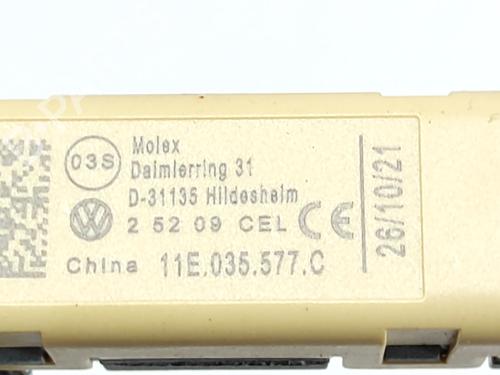 03S
Molex
Daimlerring 31
D-31135 Hildesheim
2 52 09 CEL CE
China 11E.035.577.C
26/10/21